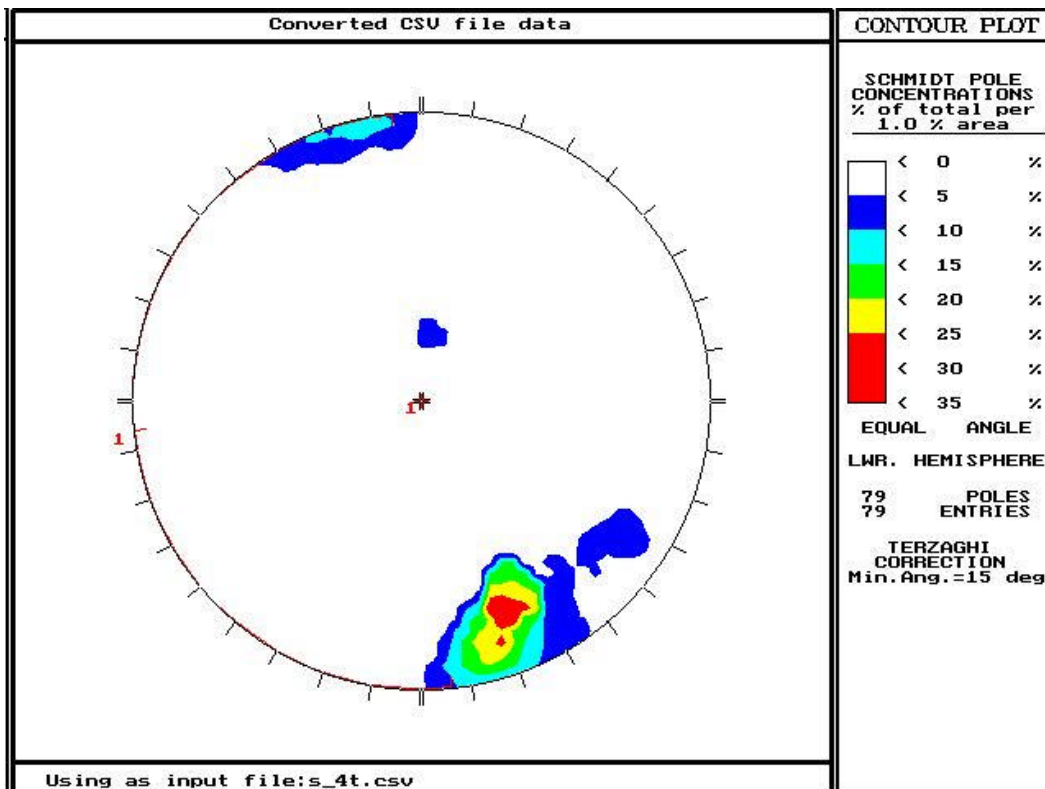 Converted CSV file data
CONTOUR PLOT
SCHMIDT POLE
CONCENTRATIONS
% of total per
1.0 % area
< 0 %
< 5 %
< 10 %
< 15 %
< 20 %
< 25 %
< 30 %
< 35 %
EQUAL ANGLE
LWR. HEMISPHERE
79 POLES
79 ENTRIES
TERZAGHI
CORRECTION
Min.Ang.=15 deg
1
1
Using as input file:s_4t.csv